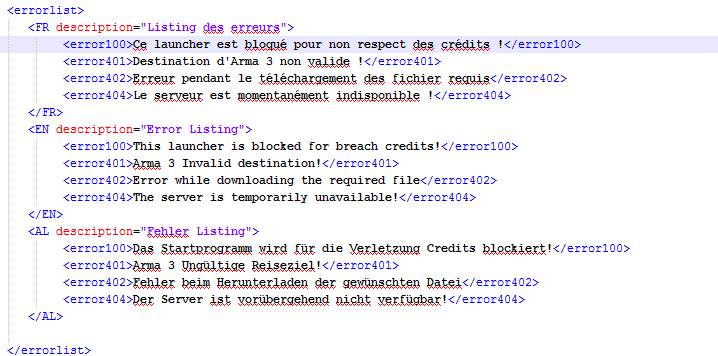 <errorlist>
<FR description="Listing des erreurs">
<error100>Ce launcher est bloqué pour non respect des crédits !</error100>
<error401>Destination d'Arma 3 non valide !</error401>
<error402>Erreur pendant le téléchargement des fichier requis</error402>
<error404>Le serveur est momentanément indisponible !</error404>
</FR>
<EN description="Error Listing">
<error100>This launcher is blocked for breach credits!</error100>
<error401>Arma 3 Invalid destination!</error401>
<error402>Error while downloading the required file</error402>
<error404>The server is temporarily unavailable!</error404>
</EN>
<AL description="Fehler Listing">
<error100>Das Startprogramm wird für die Verletzung Credits blockiert!</error100>
<error401>Arma 3 Ungültige Reiseziel!</error401>
<error402>Fehler beim Herunterladen der gewünschten Datei</error402>
<error404>Der Server ist vorübergehend nicht verfügbar!</error404>
</AL>
</errorlist>